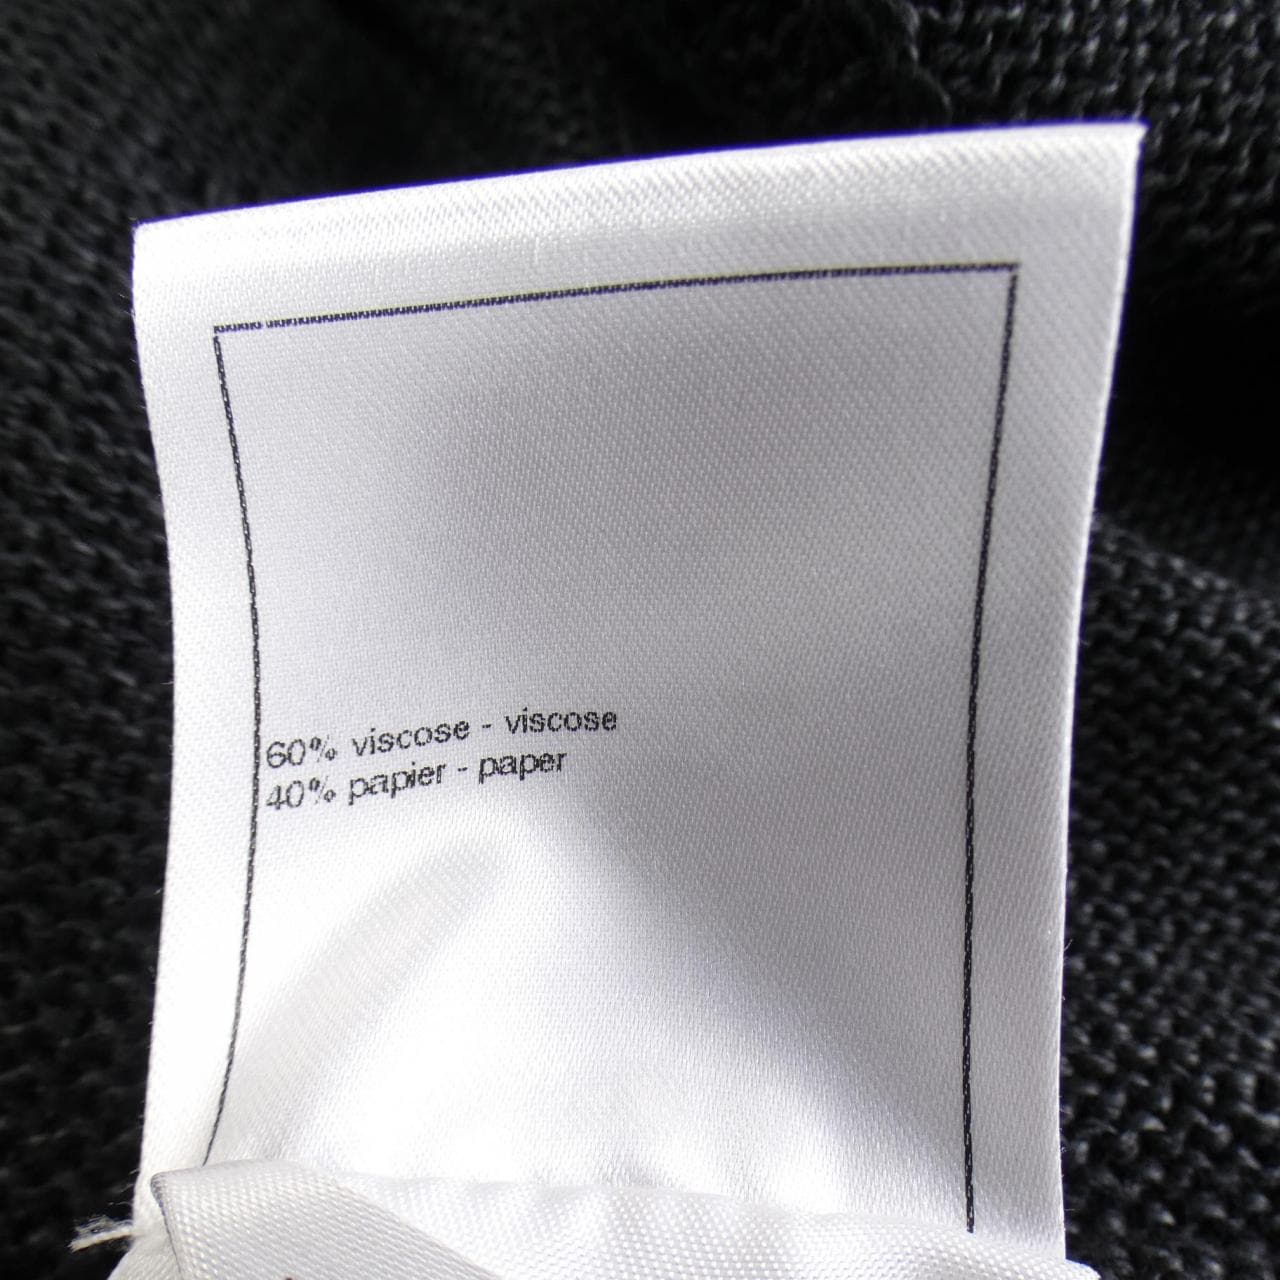 60% viscose - viscose
40% papier - paper